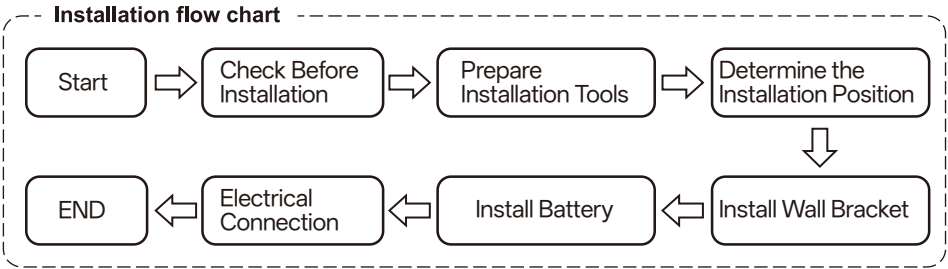 Installation flow chart
Start
Check Before
Installation
Prepare
Installation Tools
Determine the
Installation Position
Install Wall Bracket
Install Battery
Electrical
Connection
END